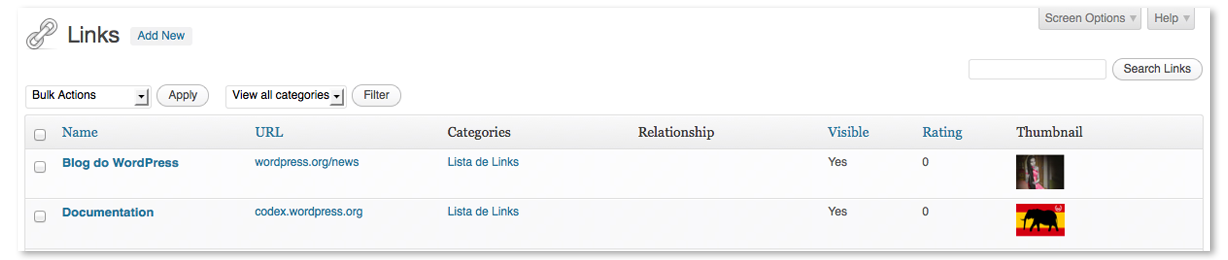 Screen Options Help
Links Add New
Search Links
Bulk Actions Apply View all categories Filter
Name URL Categories Relationship Visible Rating Thumbnail
Blog do WordPress wordpress.org/news Lista de Links Yes 0
Documentation codex.wordpress.org Lista de Links Yes 0